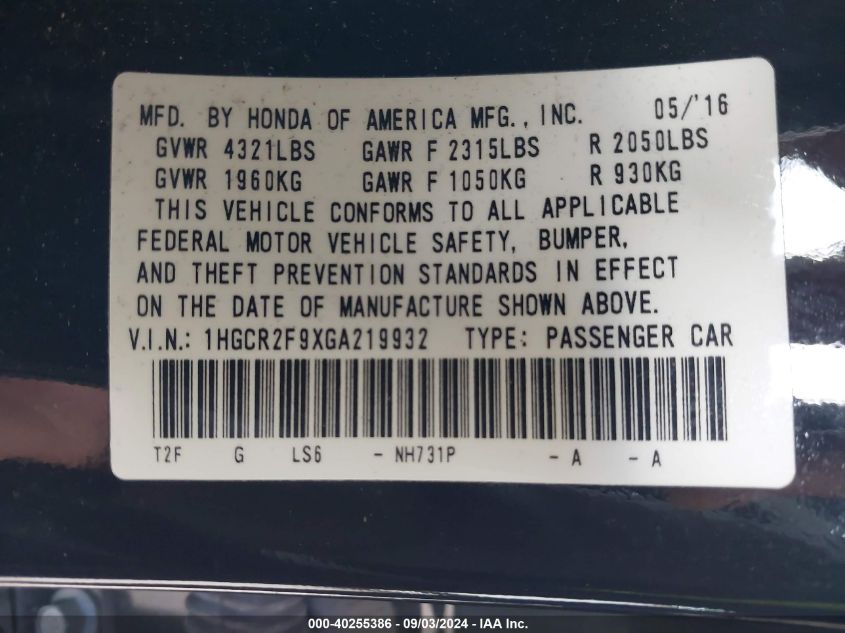 MFD. BY HONDA OF AMERICA MFG., INC. 05/'16
GVWR 4321LBS GAWR F 2315LBS R 2050LBS
GVWR 1960KG GAWR F 1050KG R 930KG
THIS VEHICLE CONFORMS TO ALL APPLICABLE
FEDERAL MOTOR VEHICLE SAFETY, BUMPER,
AND THEFT PREVENTION STANDARDS IN EFFECT
ON THE DATE OF MANUFACTURE SHOWN ABOVE.
V.I.N.: 1HGCR2F9XGA219932 TYPE: PASSENGER CAR
T2F G LS6 - NH731P - A - A
000-40255386 - 09/03/2024 - IAA Inc.